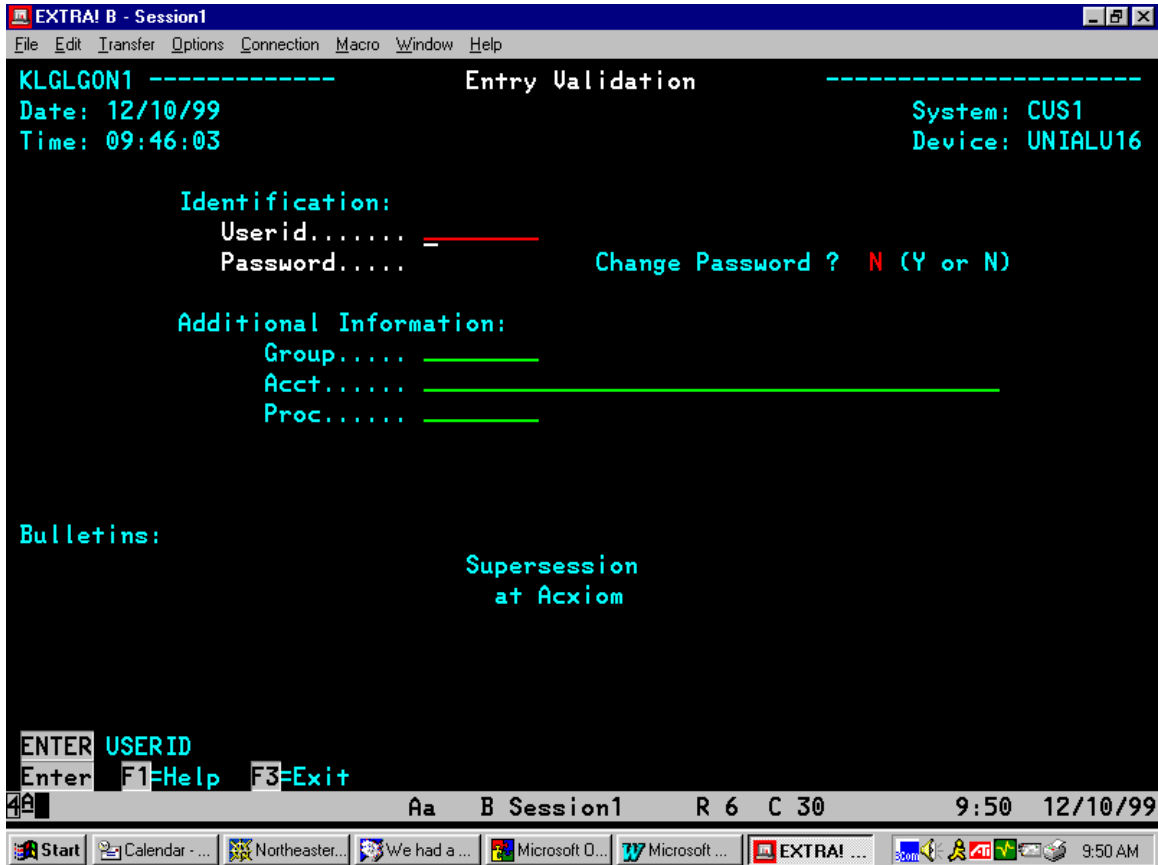 EXTRA! B - Session1
File Edit Transfer Options Connection Macro Window Help
KLGLGON1 ------------- Entry Validation ----------------------
Date: 12/10/99 System: CUS1
Time: 09:46:03 Device: UNIALU16
Identification:
Userid.......
Password..... Change Password ? N (Y or N)
Additional Information:
Group.....
Acct......
Proc......
Bulletins:
Supersession
at Acxiom
ENTER USERID
Enter F1=Help F3=Exit
4A Aa B Session1 R 6 C 30 9:50 12/10/99
Start Calendar - ... Northeaster... We had a ... Microsoft O... Microsoft ... EXTRA! ... 3Com ATI 9:50 AM